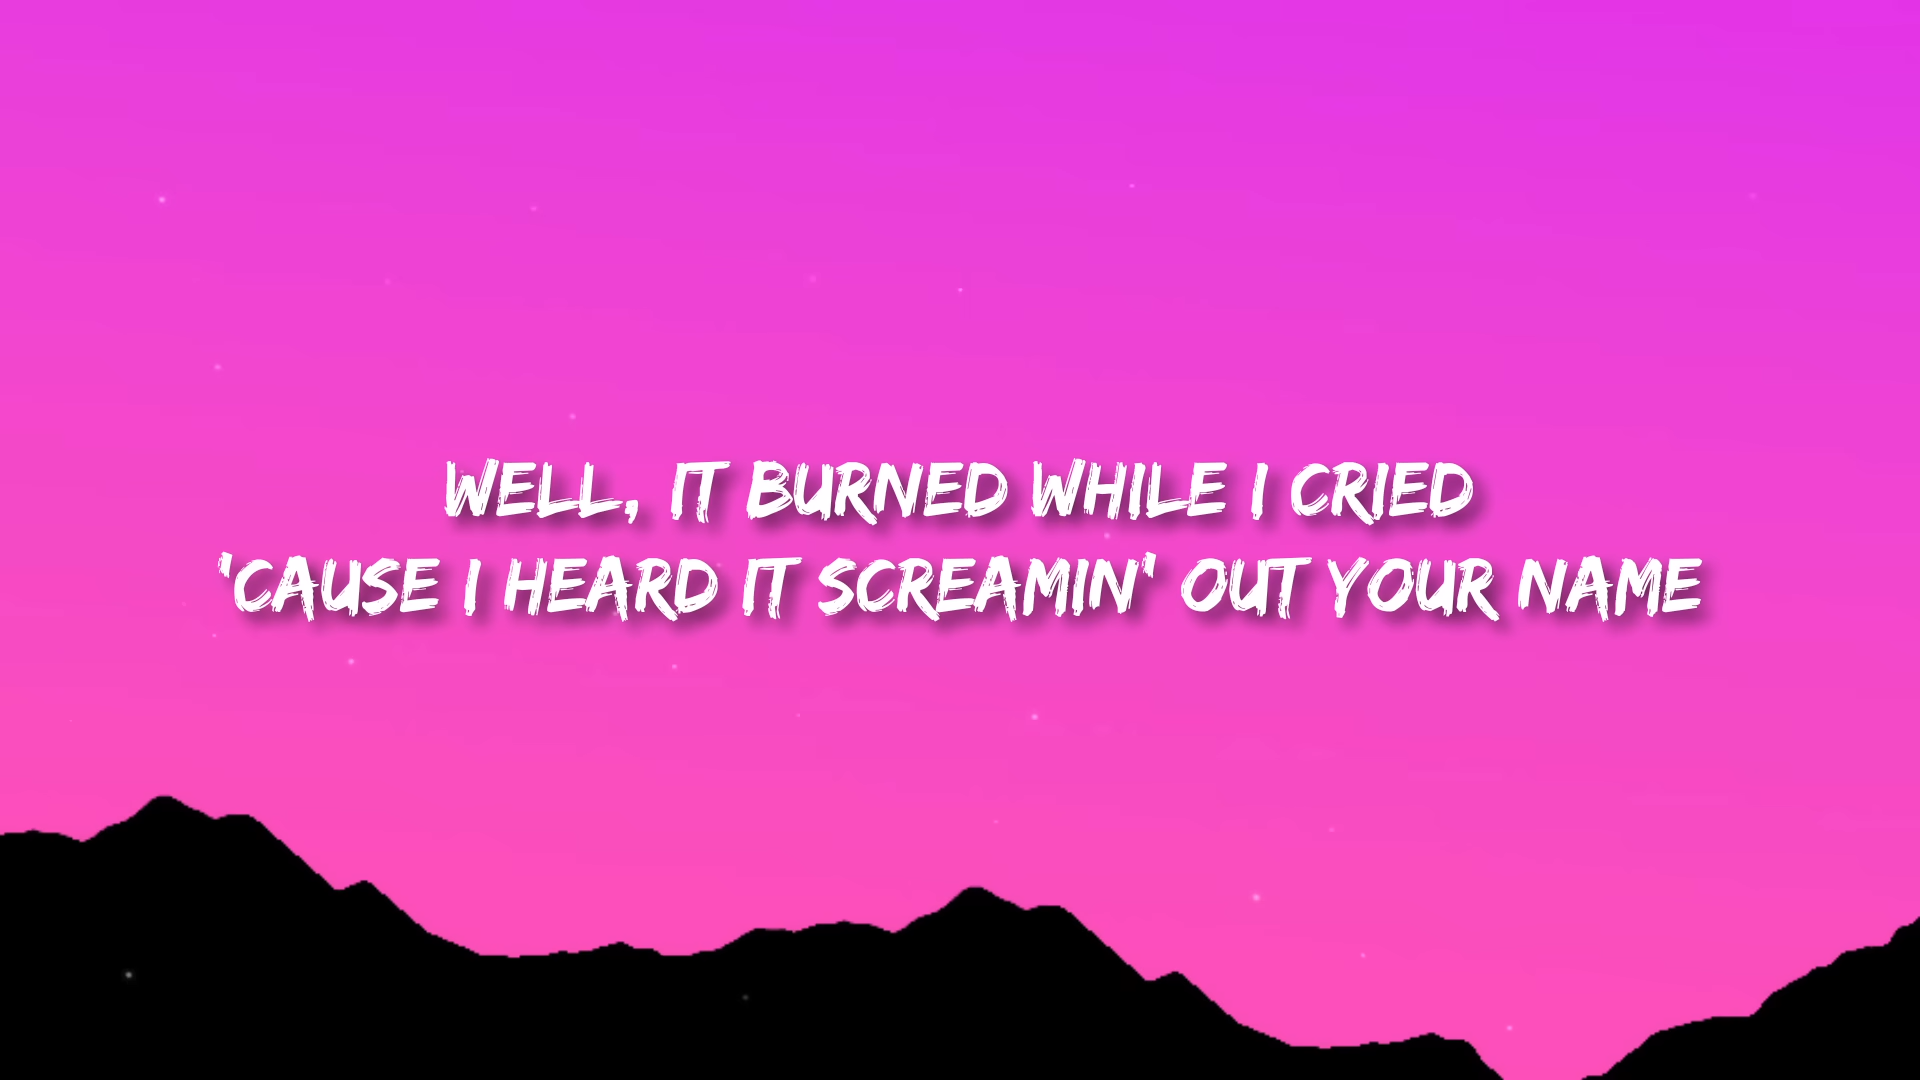 WELL, IT BURNED WHILE I CRIED
'CAUSE I HEARD IT SCREAMIN' OUT YOUR NAME